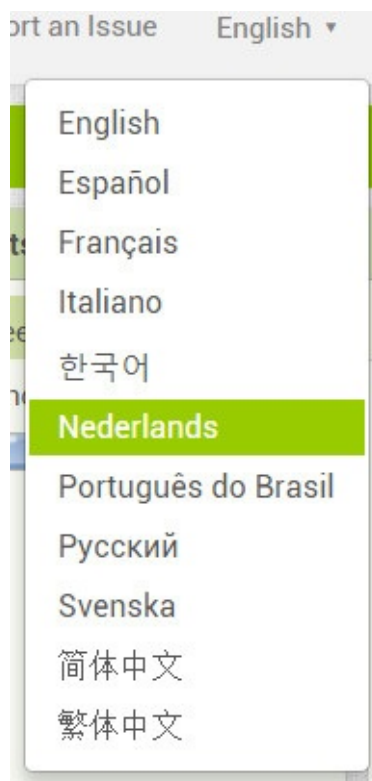 ort an Issue English ▾
English
Español
Français
Italiano
한국어
Nederlands
Português do Brasil
Русский
Svenska
简体中文
繁体中文